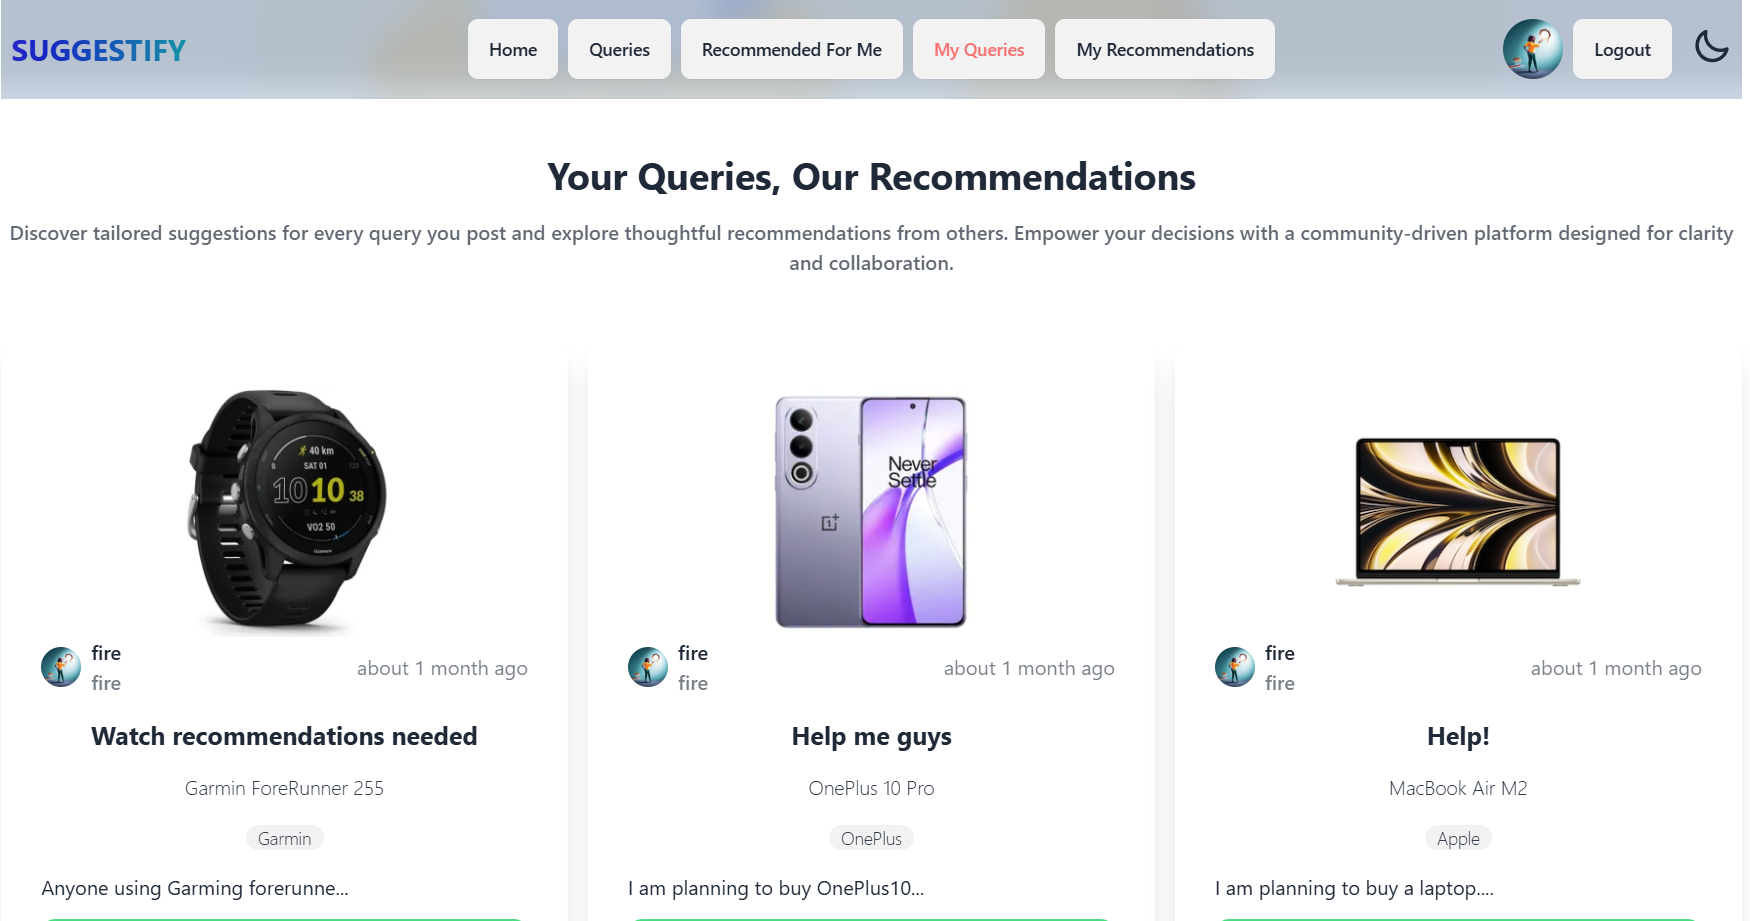 SUGGESTIFY
Home
Queries
Recommended For Me
My Queries
My Recommendations
Logout
Your Queries, Our Recommendations
Discover tailored suggestions for every query you post and explore thoughtful recommendations from others. Empower your decisions with a community-driven platform designed for clarity
and collaboration.
40 km
0
SAT 01
120
10 10 38
VO2 50
GARMIN
fire
fire
about 1 month ago
Watch recommendations needed
Garmin ForeRunner 255
Garmin
Anyone using Garming forerunne...
Never
Settle
1+
fire
fire
about 1 month ago
Help me guys
OnePlus 10 Pro
OnePlus
I am planning to buy OnePlus10...
fire
fire
about 1 month ago
Help!
MacBook Air M2
Apple
I am planning to buy a laptop....